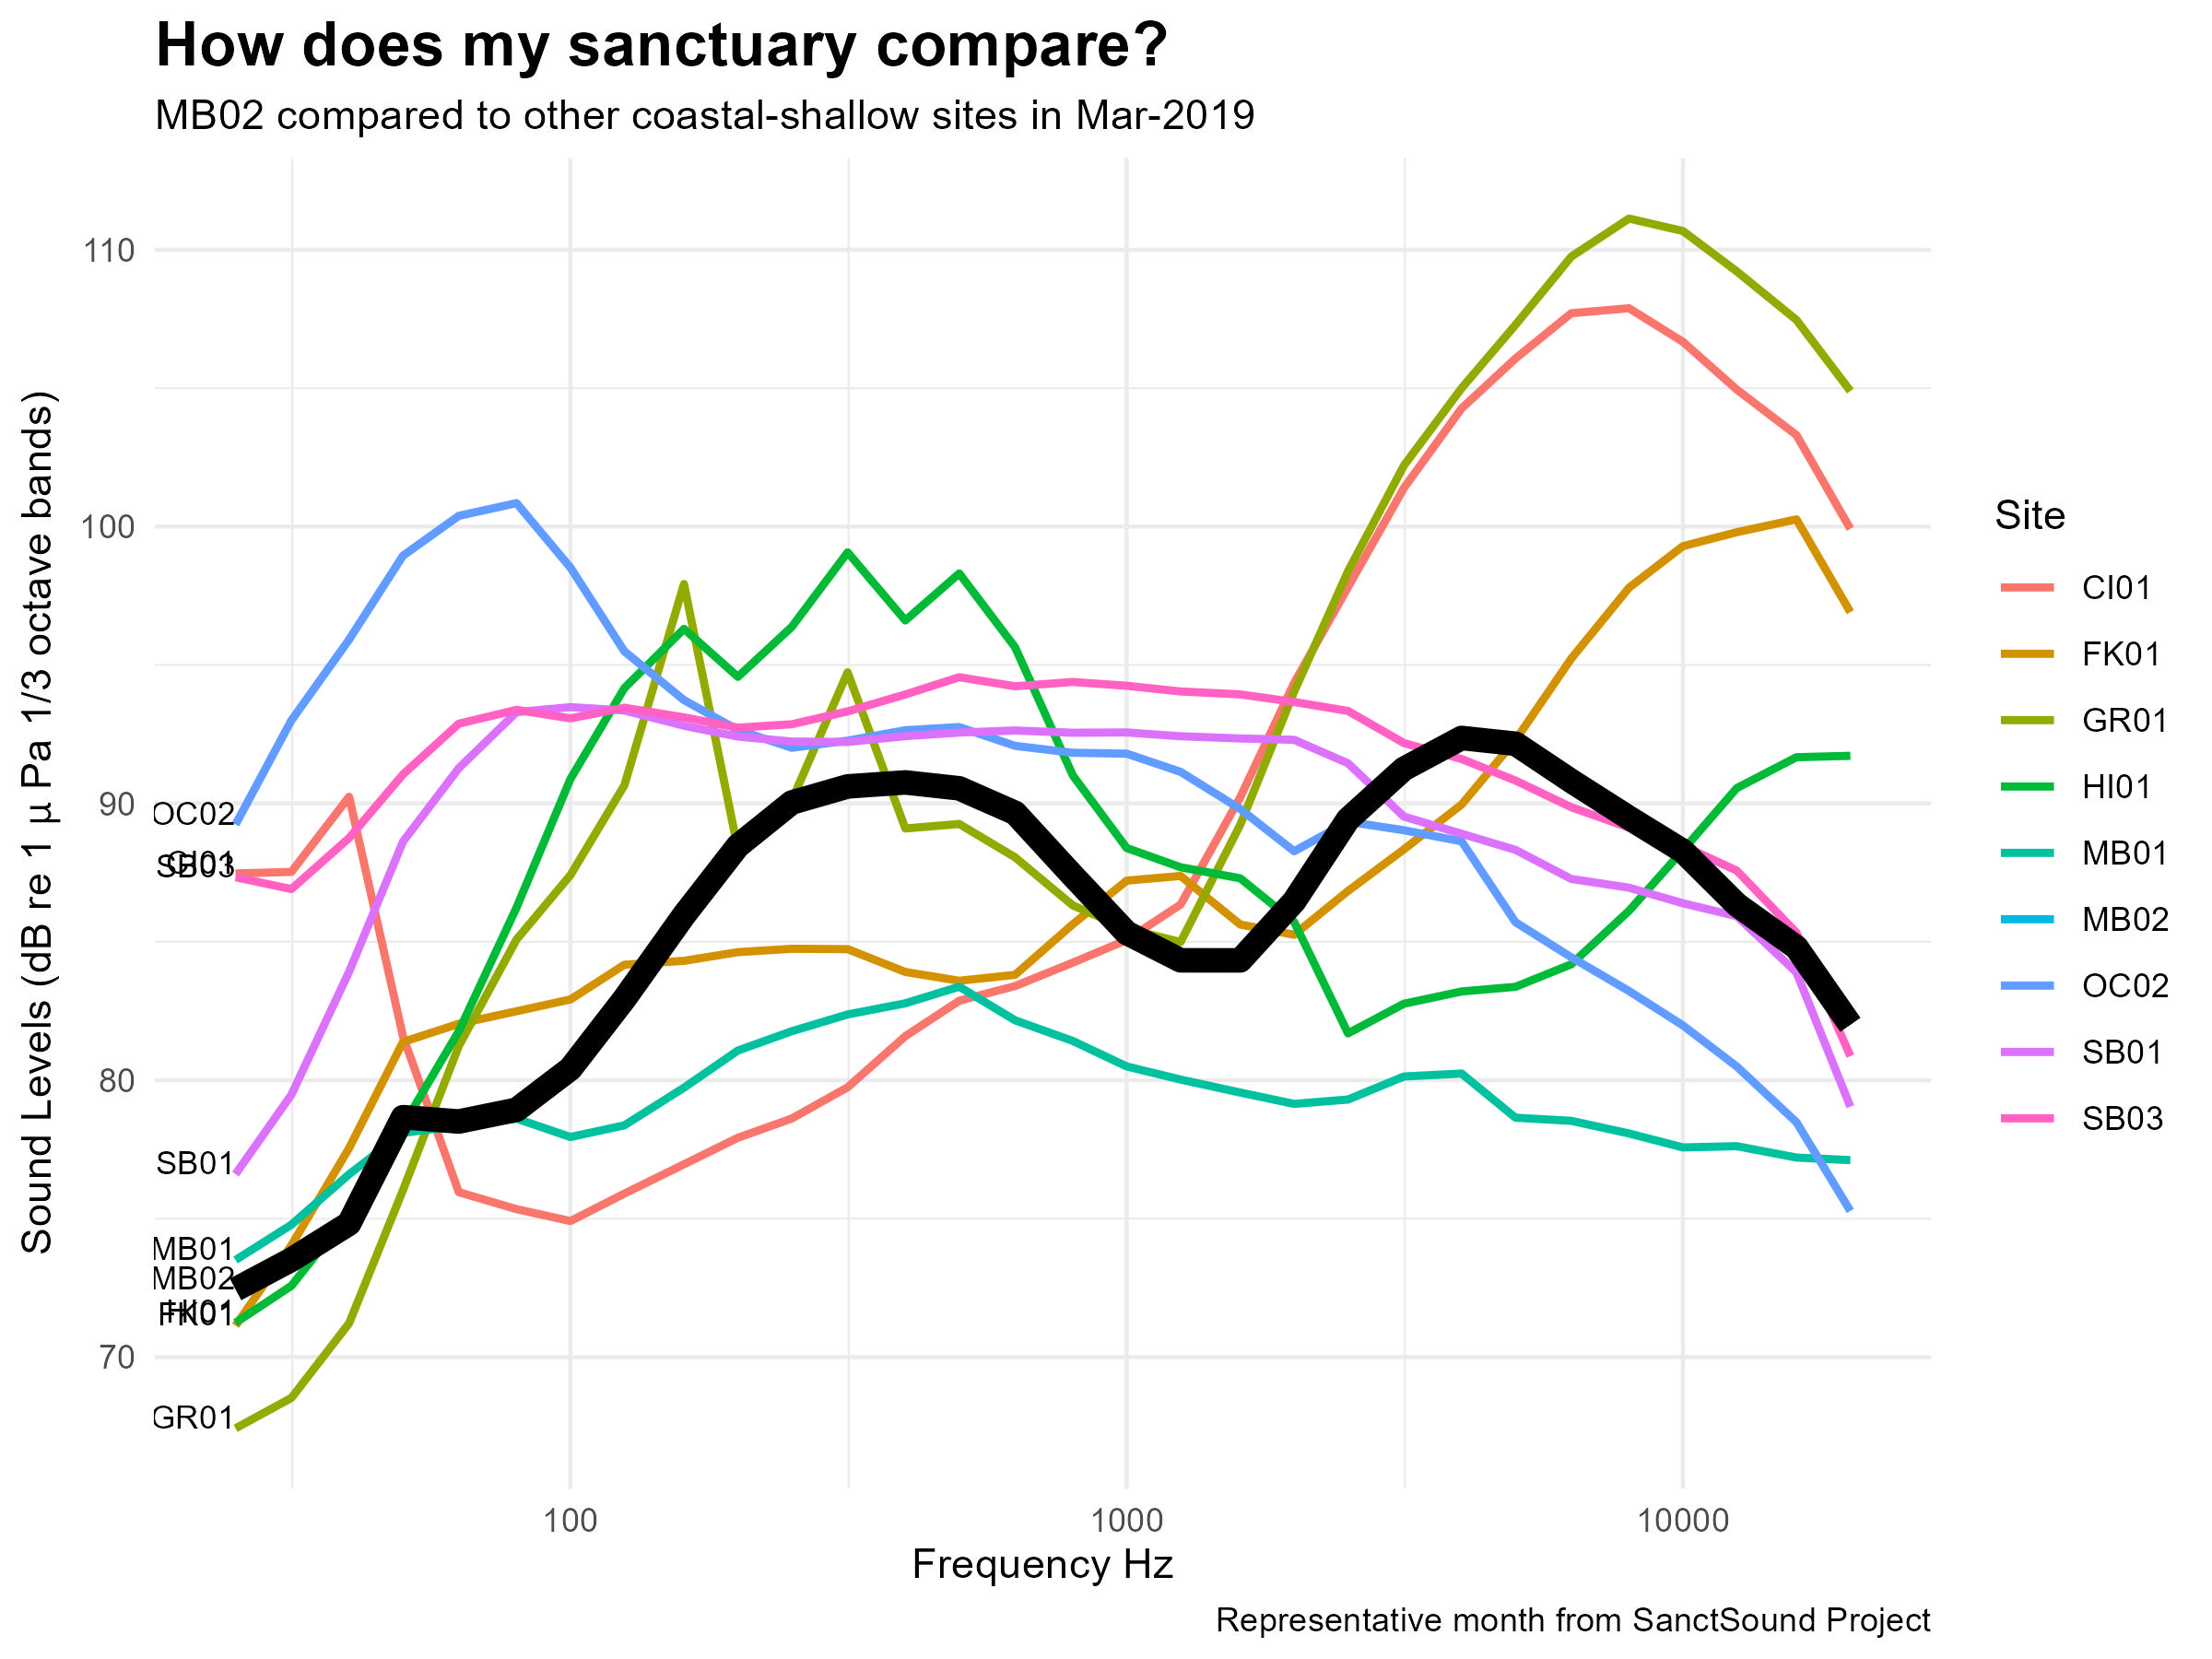 How does my sanctuary compare?
MB02 compared to other coastal-shallow sites in Mar-2019
Sound Levels (dB re 1 µ Pa 1/3 octave bands)
110
100
90
80
70
OC02
CI01
SB03
SB01
MB01
MB02
HI01
FK01
GR01
100
1000
10000
Frequency Hz
Site
CI01
FK01
GR01
HI01
MB01
MB02
OC02
SB01
SB03
Representative month from SanctSound Project